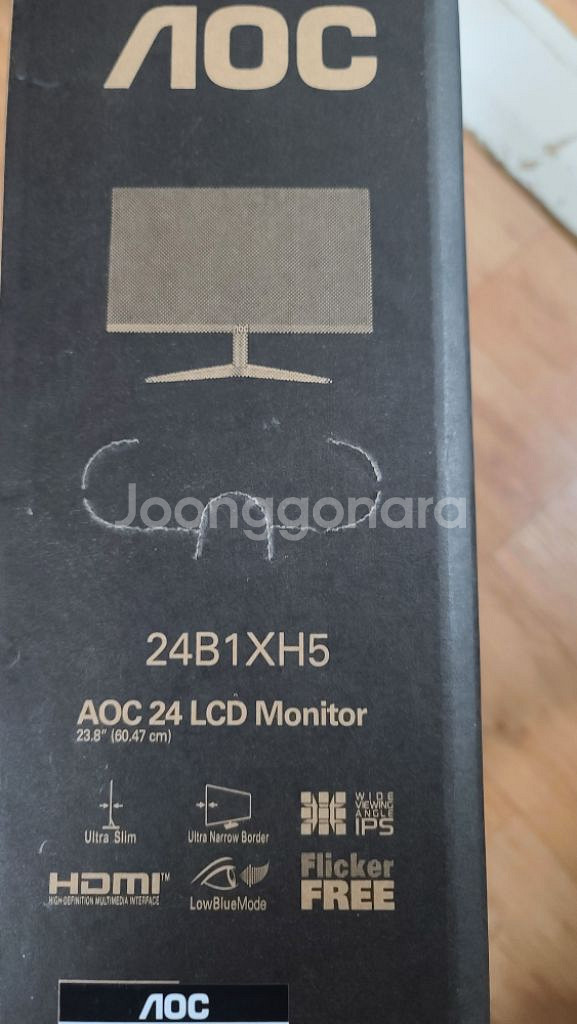 AOC
Joonggonara
24B1XH5
AOC 24 LCD Monitor
23.8" (60.47 cm)
Ultra Slim
Ultra Narrow Border
WIDE
VIEWING
ANGLE
IPS
HDMI™
HIGH-DEFINITION MULTIMEDIA INTERFACE
LowBlueMode
Flicker
FREE
AOC